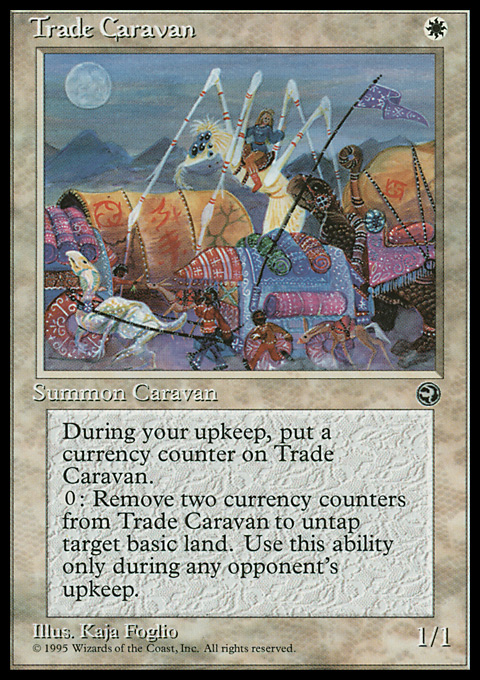 Trade Caravan
Summon Caravan
During your upkeep, put a
currency counter on Trade
Caravan.
0: Remove two currency counters
from Trade Caravan to untap
target basic land. Use this ability
only during any opponent's
upkeep.
Illus. Kaja Foglio
1/1
© 1995 Wizards of the Coast, Inc. All rights reserved.